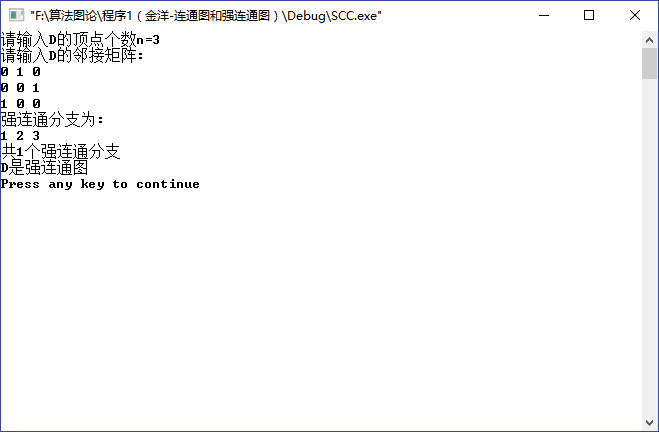 "F:\算法图论\程序1（金洋-连通图和强连通图）\Debug\SCC.exe"
请输入D的顶点个数n=3
请输入D的邻接矩阵:
0 1 0
0 0 1
1 0 0
强连通分支为:
1 2 3
共1个强连通分支
D是强连通图
Press any key to continue